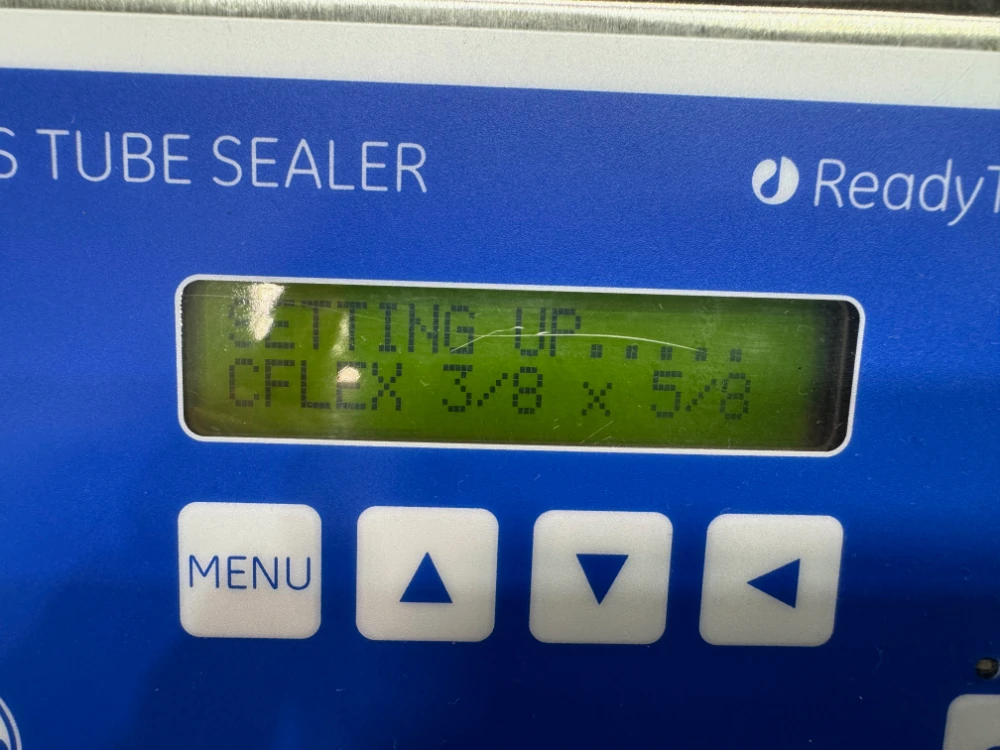 S TUBE SEALER
ReadyT
SETTING UP.....
CFLEX 3/8 x 5/8
MENU